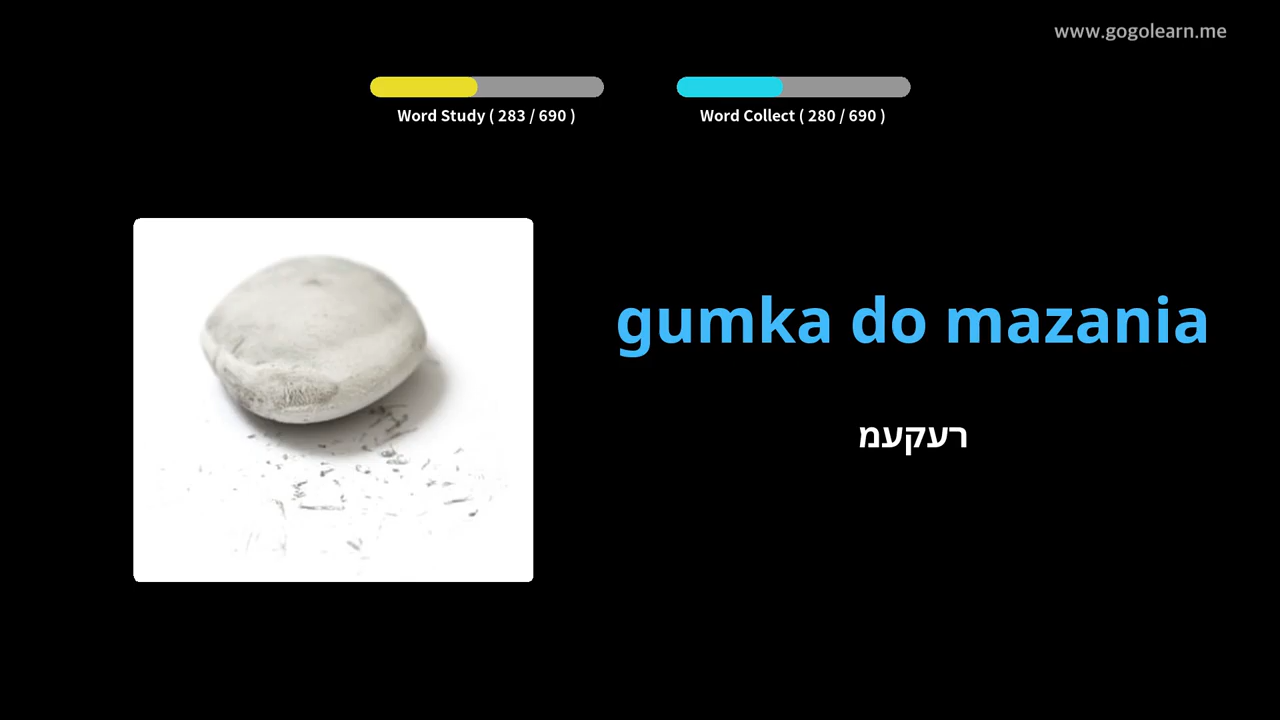 www.gogolearn.me
Word Study ( 283 / 690 )
Word Collect ( 280 / 690 )
gumka do mazania
רעקעמ